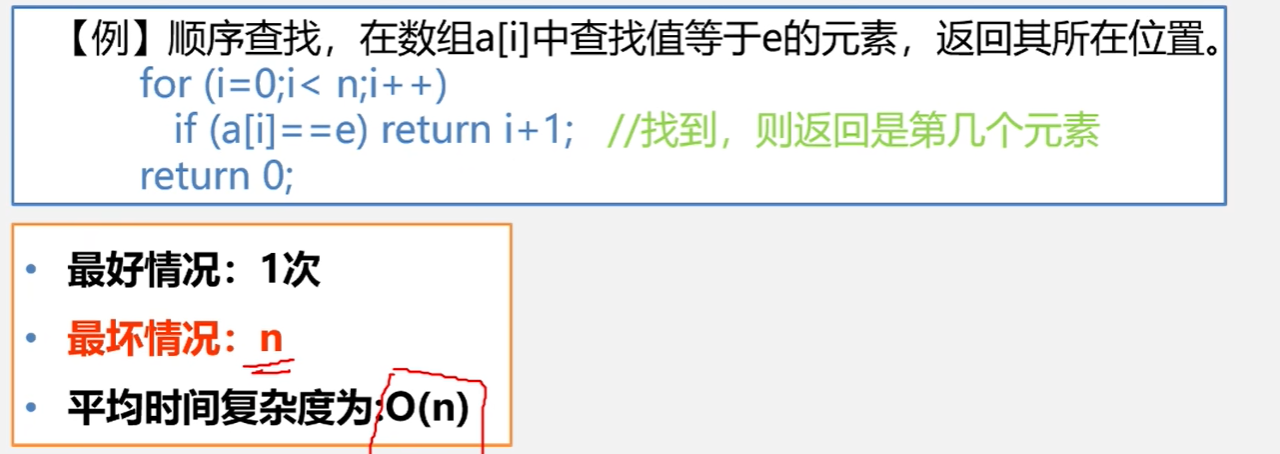 【例】顺序查找，在数组a[i]中查找值等于e的元素，返回其所在位置。
for (i=0;i< n;i++)
if (a[i]==e) return i+1; //找到，则返回是第几个元素
return 0;
• 最好情况：1次
• 最坏情况：n
• 平均时间复杂度为:O(n)